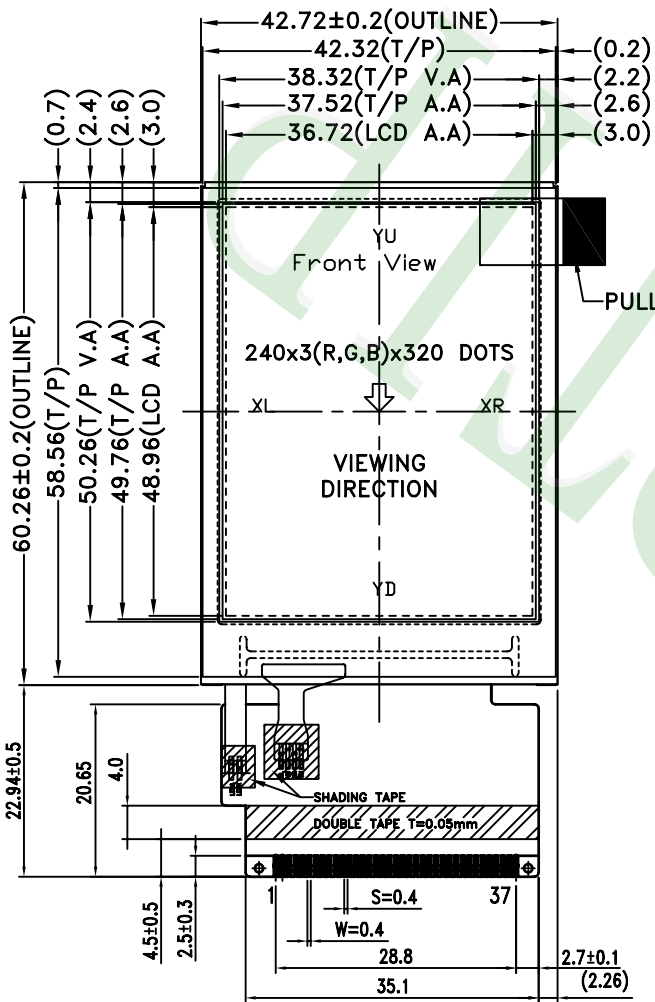 42.72±0.2(OUTLINE)
42.32(T/P)
(0.2)
38.32(T/P V.A)
(2.2)
37.52(T/P A.A)
(2.6)
36.72(LCD A.A)
(3.0)
(0.7)
(2.4)
(2.6)
(3.0)
60.26±0.2(OUTLINE)
58.56(T/P)
50.26(T/P V.A)
49.76(T/P A.A)
48.96(LCD A.A)
YU
Front View
PULL
240x3(R,G,B)x320 DOTS
XL
XR
VIEWING
DIRECTION
YD
22.94±0.5
20.65
4.0
SHADING TAPE
DOUBLE TAPE T=0.05mm
4.5±0.5
2.5±0.3
1
S=0.4
37
W=0.4
28.8
2.7±0.1
35.1
(2.26)